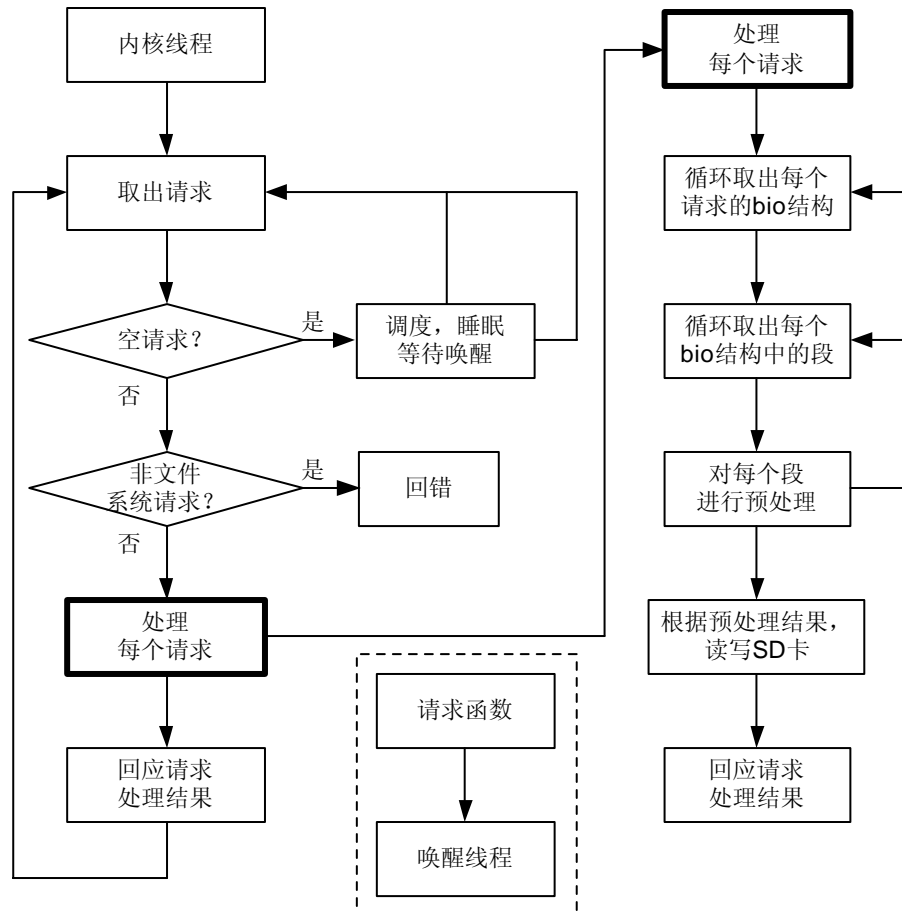 内核线程
取出请求
空请求？
是
调度，睡眠
等待唤醒
否
非文件
系统请求？
是
回错
否
处理
每个请求
回应请求
处理结果
请求函数
唤醒线程
处理
每个请求
循环取出每个
请求的bio结构
循环取出每个
bio结构中的段
对每个段
进行预处理
根据预处理结果，
读写SD卡
回应请求
处理结果